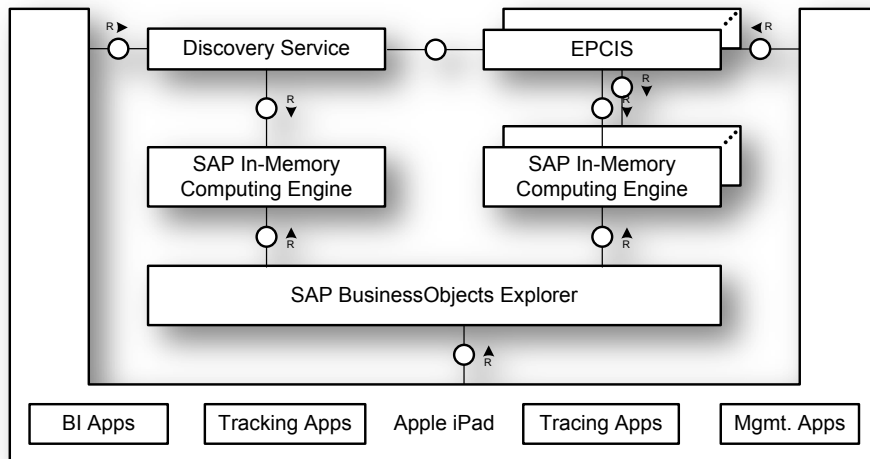 R
Discovery Service
EPCIS
R
R
R
R
SAP In-Memory
Computing Engine
SAP In-Memory
Computing Engine
R
R
SAP BusinessObjects Explorer
R
BI Apps
Tracking Apps
Apple iPad
Tracing Apps
Mgmt. Apps